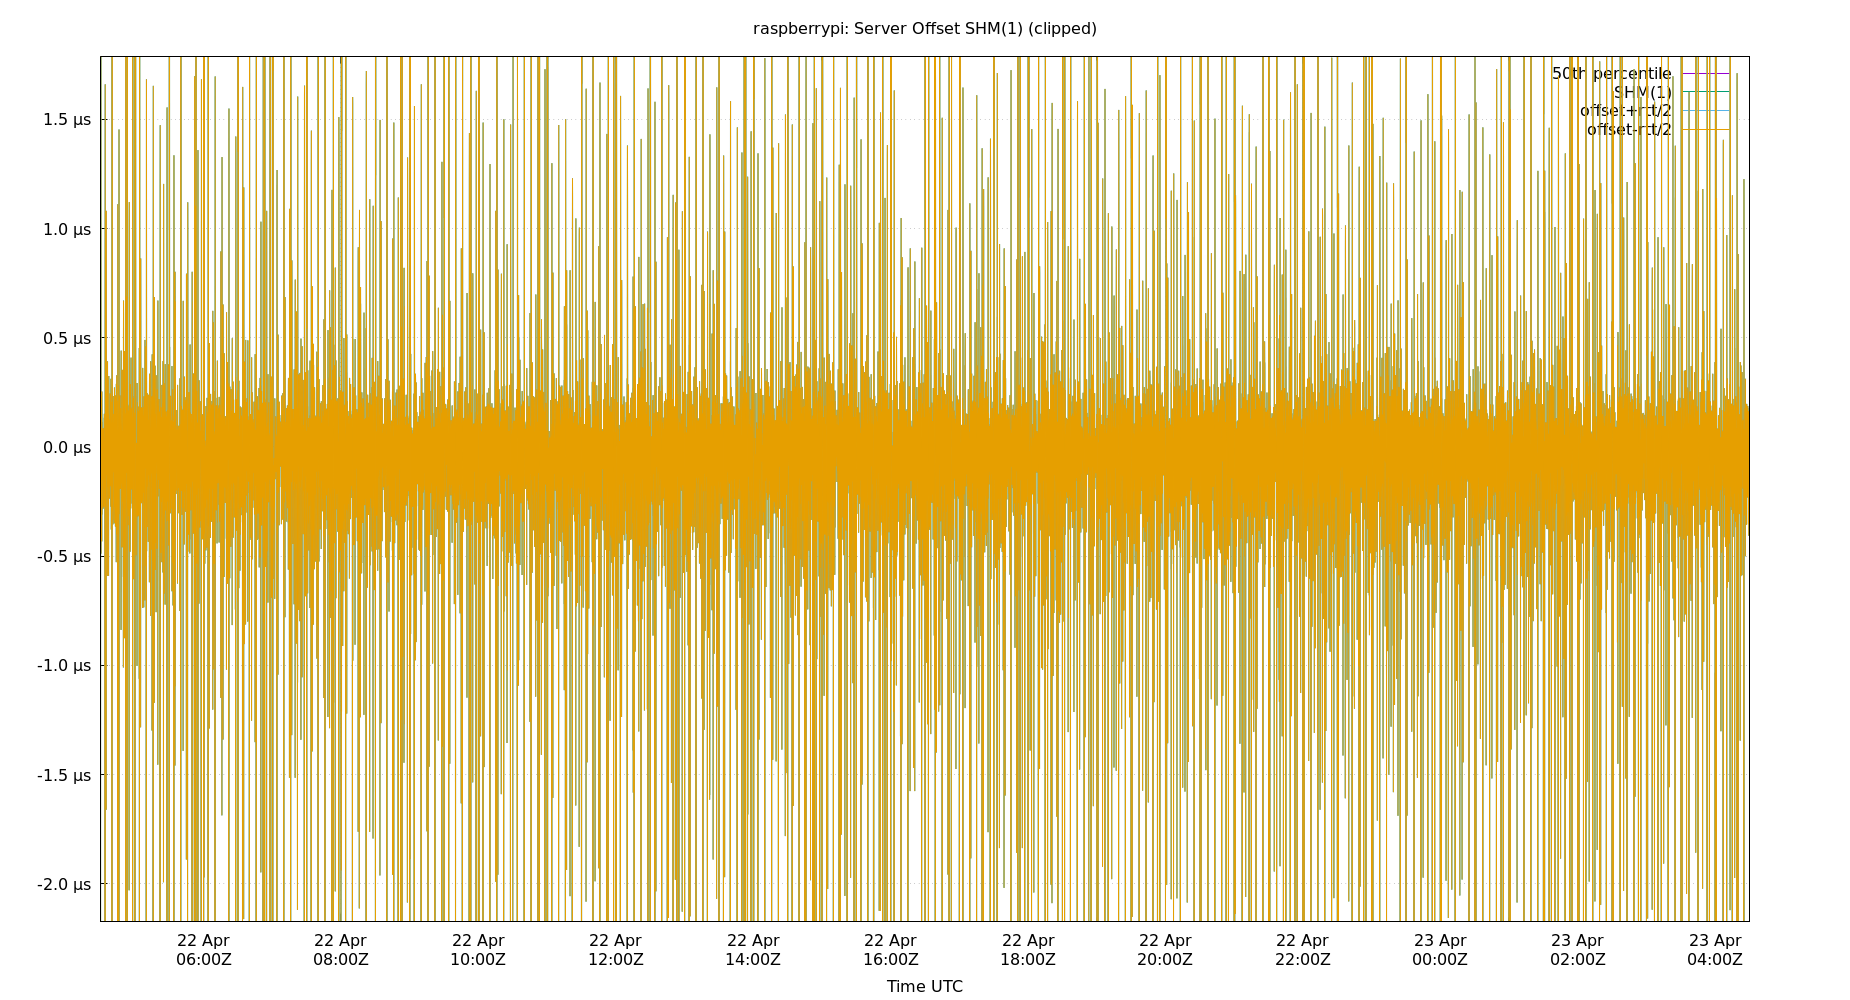 raspberrypi: Server Offset SHM(1) (clipped)
50th percentile
SHM(1)
offset+rtt/2
offset-rtt/2
1.5 µs
1.0 µs
0.5 µs
0.0 µs
-0.5 µs
-1.0 µs
-1.5 µs
-2.0 µs
22 Apr 22 Apr 22 Apr 22 Apr 22 Apr 22 Apr 22 Apr 22 Apr 22 Apr 23 Apr 23 Apr 23 Apr
06:00Z 08:00Z 10:00Z 12:00Z 14:00Z 16:00Z 18:00Z 20:00Z 22:00Z 00:00Z 02:00Z 04:00Z
Time UTC